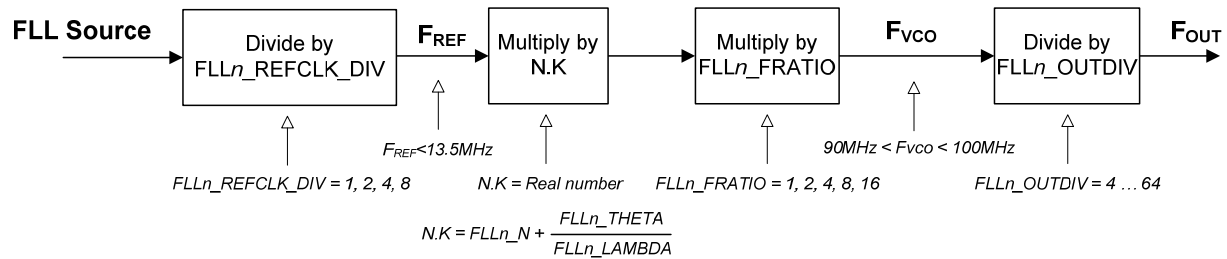 FLL Source
Divide by
FLLn_REFCLK_DIV
FREF
Multiply by
N.K
Multiply by
FLLn_FRATIO
FVCO
Divide by
FLLn_OUTDIV
FOUT
FREF<13.5MHz
90MHz < FVCO < 100MHz
FLLn_REFCLK_DIV = 1, 2, 4, 8
N.K = Real number
FLLn_FRATIO = 1, 2, 4, 8, 16
FLLn_OUTDIV = 4 … 64
N.K = FLLn_N + FLLn_THETA
FLLn_LAMBDA